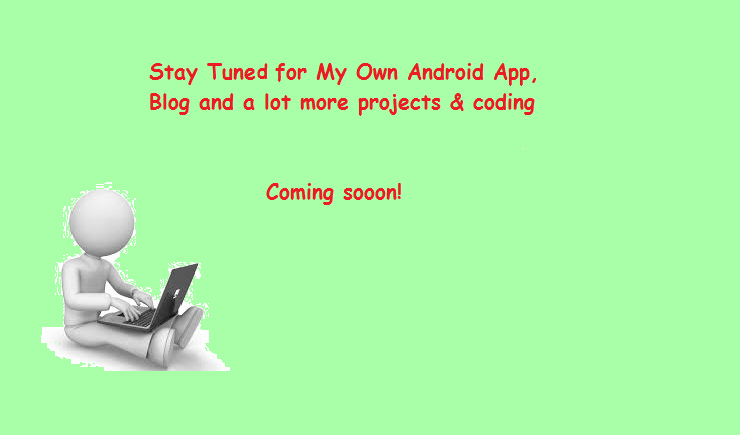 Stay Tuned for My Own Android App,
Blog and a lot more projects & coding
Coming sooon!